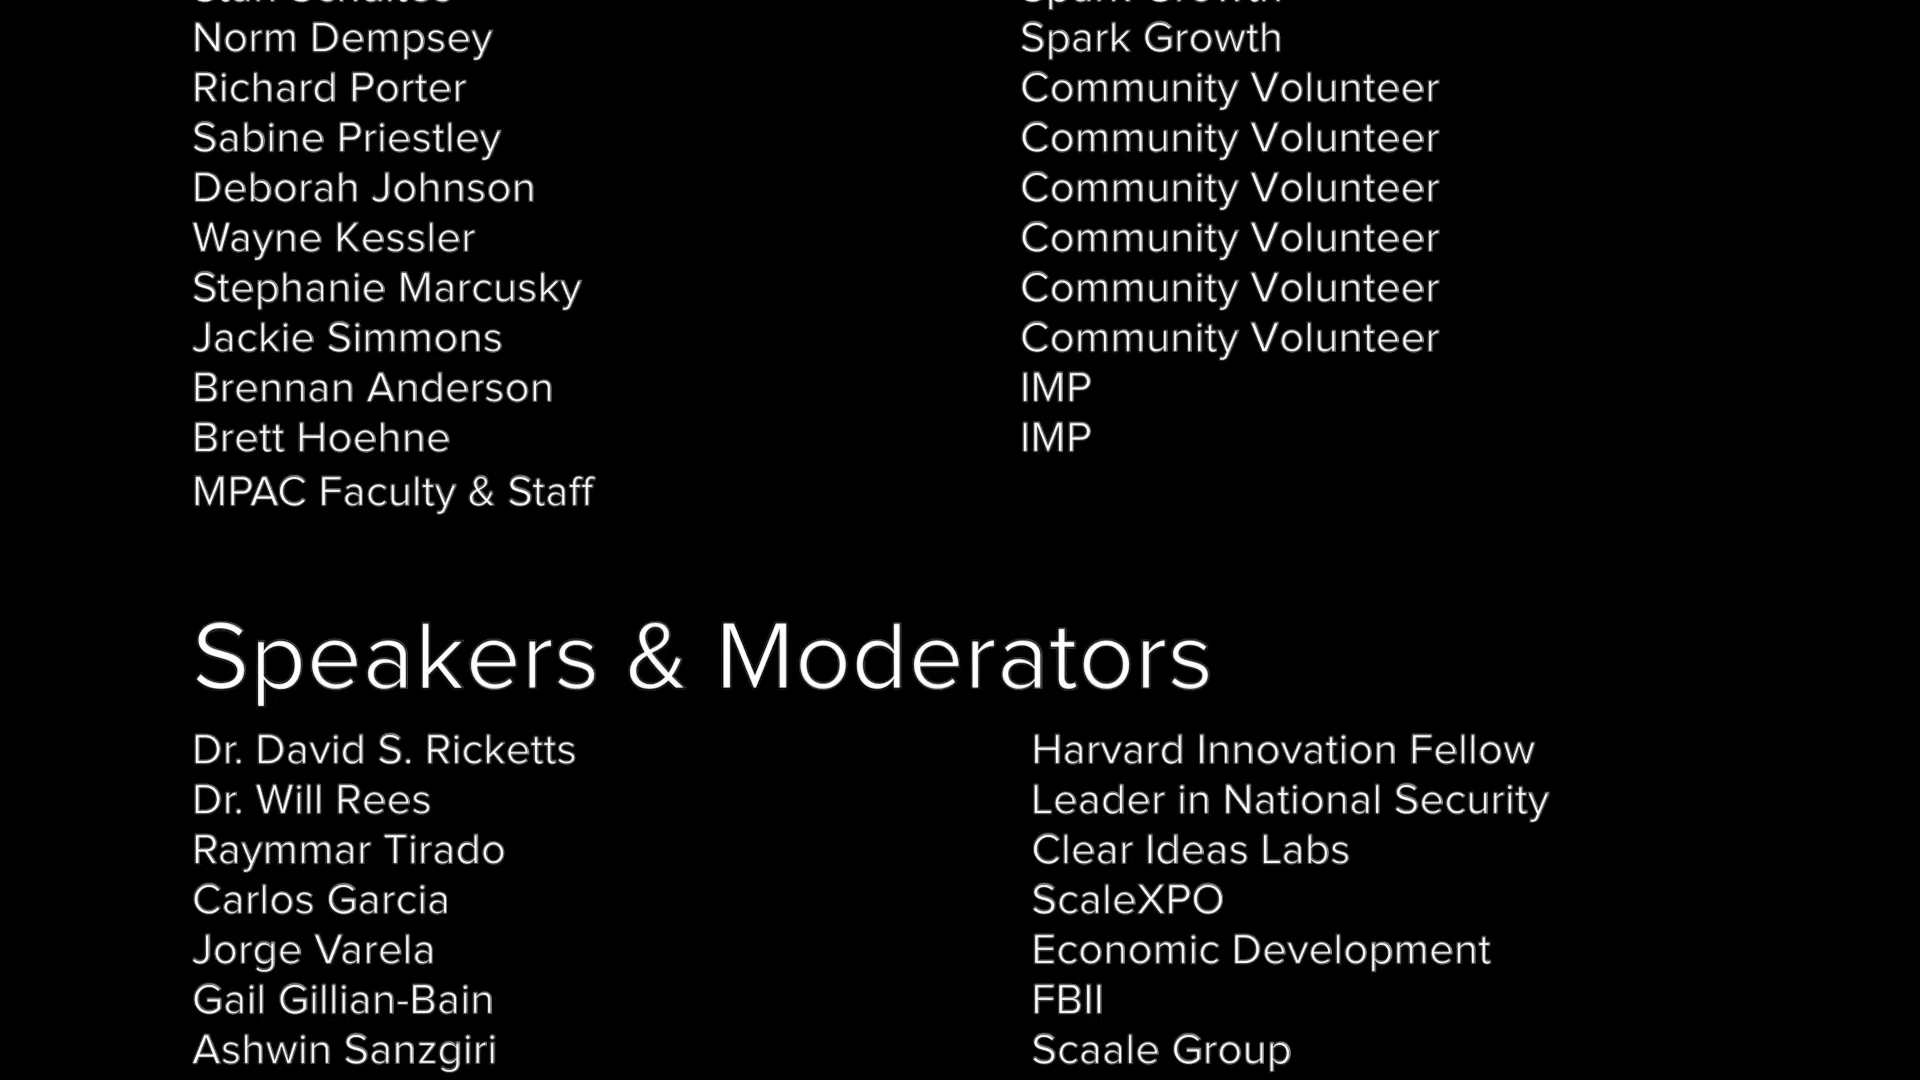 Norm Dempsey Spark Growth
Richard Porter Community Volunteer
Sabine Priestley Community Volunteer
Deborah Johnson Community Volunteer
Wayne Kessler Community Volunteer
Stephanie Marcusky Community Volunteer
Jackie Simmons Community Volunteer
Brennan Anderson IMP
Brett Hoehne IMP
MPAC Faculty & Staff
Speakers & Moderators
Dr. David S. Ricketts Harvard Innovation Fellow
Dr. Will Rees Leader in National Security
Raymmar Tirado Clear Ideas Labs
Carlos Garcia ScaleXPO
Jorge Varela Economic Development
Gail Gillian-Bain FBII
Ashwin Sanzgiri Scaale Group